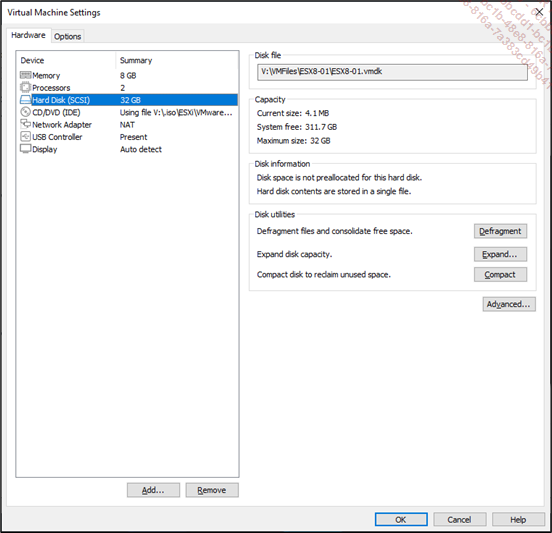 Virtual Machine Settings
Hardware
Options
Device Summary
Memory 8 GB
Processors 2
Hard Disk (SCSI) 32 GB
CD/DVD (IDE) Using file V:\.iso\ESXi\VMware...
Network Adapter NAT
USB Controller Present
Display Auto detect
Add...
Remove
Disk file
V:\VMFiles\ESX8-01\ESX8-01.vmdk
Capacity
Current size: 4.1 MB
System free: 311.7 GB
Maximum size: 32 GB
Disk information
Disk space is not preallocated for this hard disk.
Hard disk contents are stored in a single file.
Disk utilities
Defragment files and consolidate free space. Defragment
Expand disk capacity. Expand...
Compact disk to reclaim unused space. Compact
Advanced...
OK
Cancel
Help